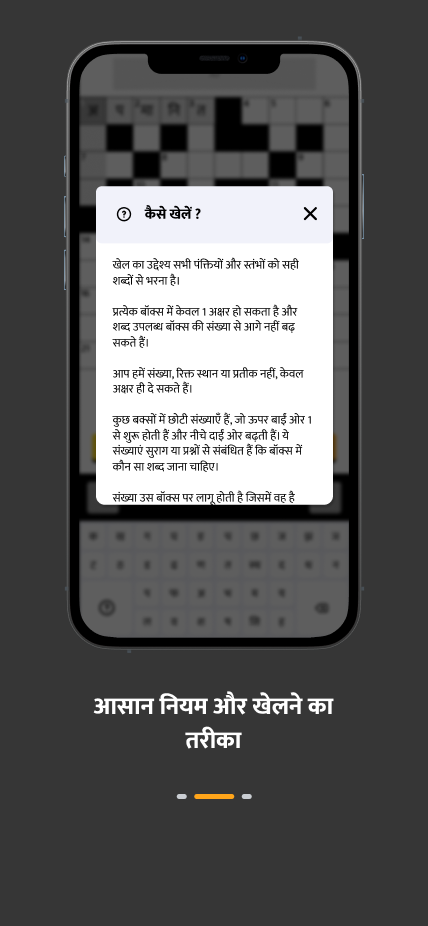 कैसे खेलें ?
खेल का उद्देश्य सभी पंक्तियों और स्तंभों को सही
शब्दों से भरना है।
प्रत्येक बॉक्स में केवल 1 अक्षर हो सकता है और
शब्द उपलब्ध बॉक्स की संख्या से आगे नहीं बढ़
सकते हैं।
आप हमें संख्या, रिक्त स्थान या प्रतीक नहीं, केवल
अक्षर ही दे सकते हैं।
कुछ बक्सों में छोटी संख्याएँ हैं, जो ऊपर बाईं ओर 1
से शुरू होती हैं और नीचे दाईं ओर बढ़ती हैं। ये
संख्याएं सुराग या प्रश्नों से संबंधित हैं कि बॉक्स में
कौन सा शब्द जाना चाहिए।
संख्या उस बॉक्स पर लागू होती है जिसमें वह है
आसान नियम और खेलने का
तरीका